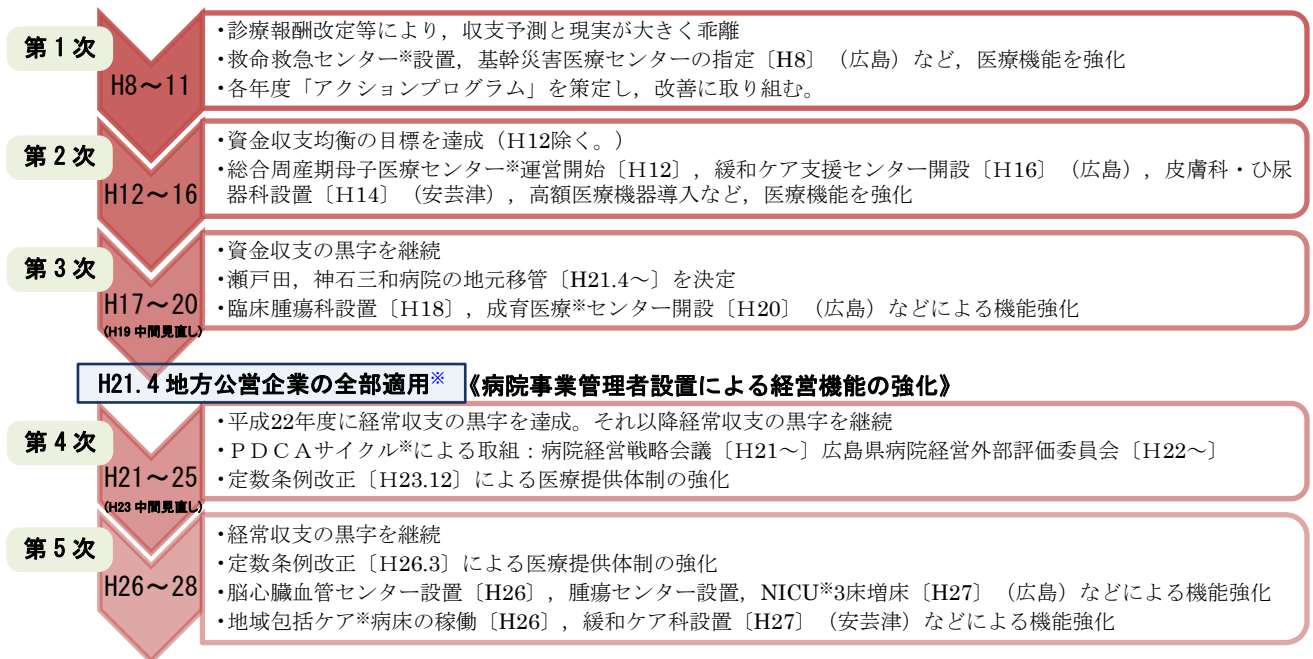 第1次
H8～11
・診療報酬改定等により，収支予測と現実が大きく乖離
・救命救急センター※設置，基幹災害医療センターの指定〔H8〕（広島）など，医療機能を強化
・各年度「アクションプログラム」を策定し，改善に取り組む。
第2次
H12～16
・資金収支均衡の目標を達成（H12除く。）
・総合周産期母子医療センター※運営開始〔H12〕，緩和ケア支援センター開設〔H16〕（広島），皮膚科・ひ尿
器科設置〔H14〕（安芸津），高額医療機器導入など，医療機能を強化
第3次
H17～20
(H19中間見直し)
・資金収支の黒字を継続
・瀬戸田，神石三和病院の地元移管〔H21.4～〕を決定
・臨床腫瘍科設置〔H18〕，成育医療※センター開設〔H20〕（広島）などによる機能強化
H21.4地方公営企業の全部適用※ 《病院事業管理者設置による経営機能の強化》
第4次
H21～25
(H23中間見直し)
・平成22年度に経常収支の黒字を達成。それ以降経常収支の黒字を継続
・ＰＤＣＡサイクル※による取組：病院経営戦略会議〔H21～〕広島県病院経営外部評価委員会〔H22～〕
・定数条例改正〔H23.12〕による医療提供体制の強化
第5次
H26～28
・経常収支の黒字を継続
・定数条例改正〔H26.3〕による医療提供体制の強化
・脳心臓血管センター設置〔H26〕，腫瘍センター設置，NICU※3床増床〔H27〕（広島）などによる機能強化
・地域包括ケア※病床の稼働〔H26〕，緩和ケア科設置〔H27〕（安芸津）などによる機能強化